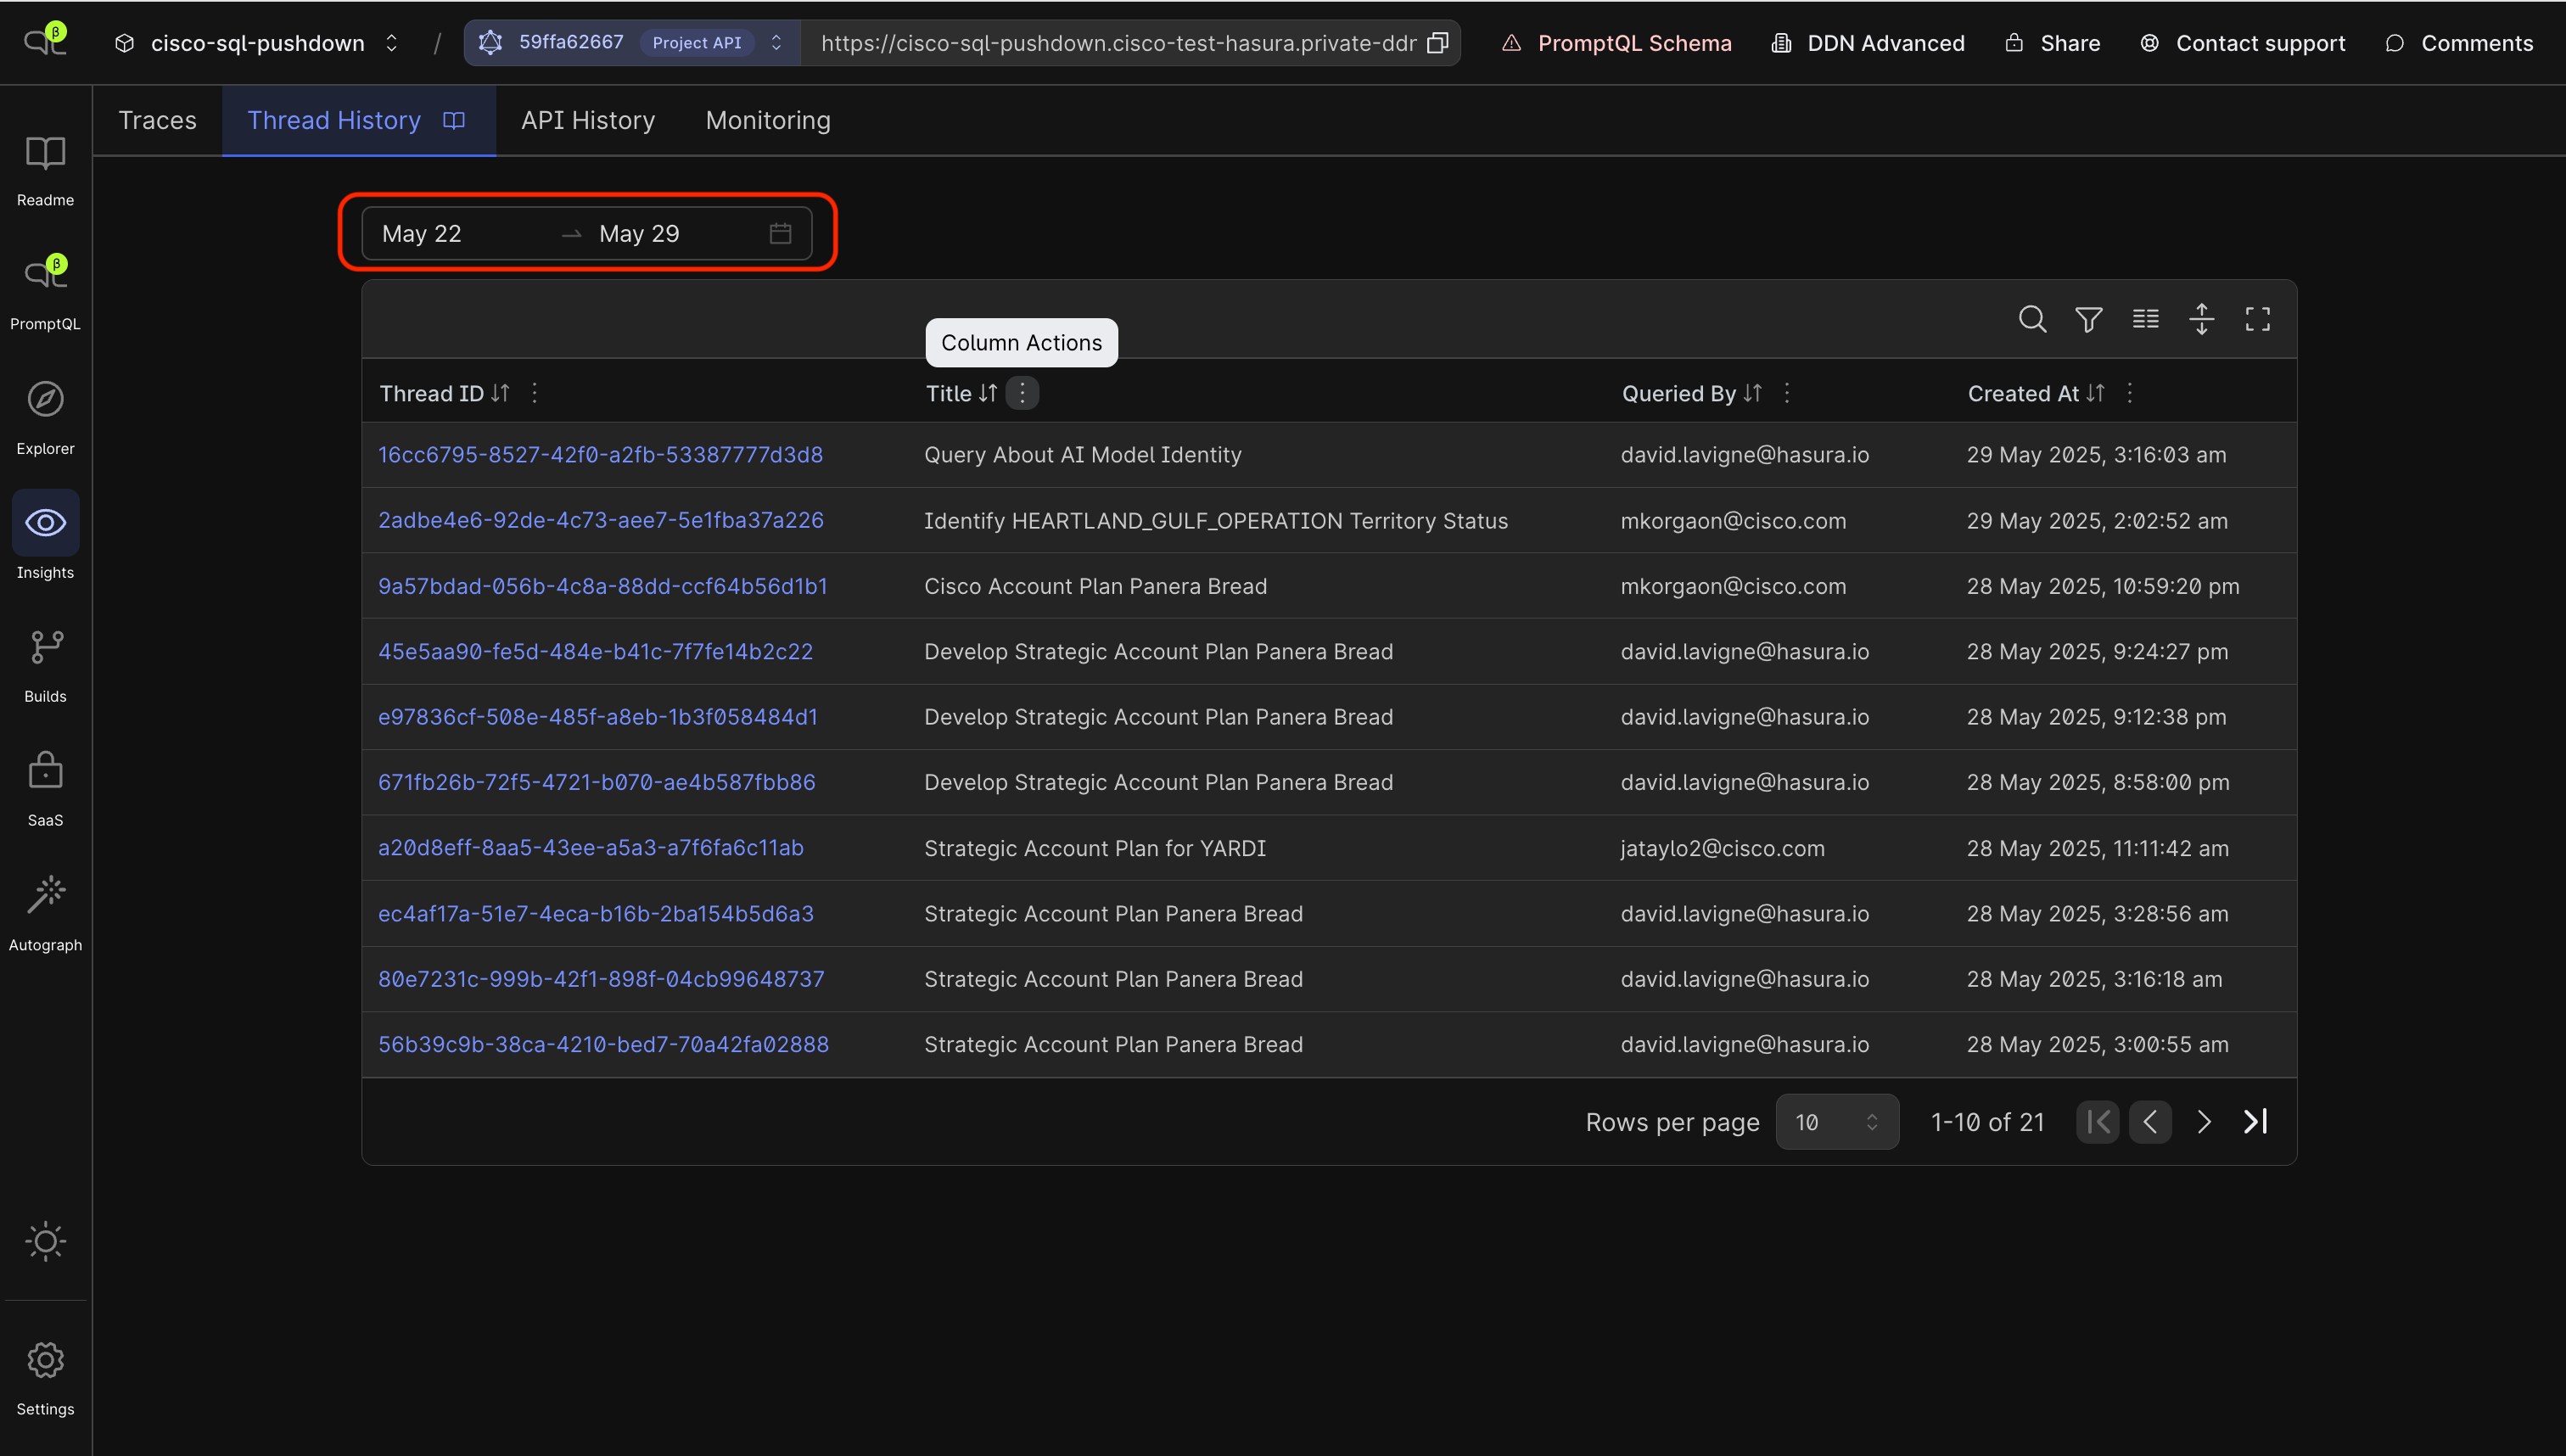 β cisco-sql-pushdown / 59ffa62667 Project API https://cisco-sql-pushdown.cisco-test-hasura.private-ddr PromptQL Schema DDN Advanced Share Contact support Comments
Traces Thread History API History Monitoring
Readme
β
PromptQL
Explorer
Insights
Builds
SaaS
Autograph
Settings
May 22 May 29
Column Actions
Thread ID Title Queried By Created At
16cc6795-8527-42f0-a2fb-53387777d3d8 Query About AI Model Identity david.lavigne@hasura.io 29 May 2025, 3:16:03 am
2adbe4e6-92de-4c73-aee7-5e1fba37a226 Identify HEARTLAND_GULF_OPERATION Territory Status mkorgaon@cisco.com 29 May 2025, 2:02:52 am
9a57bdad-056b-4c8a-88dd-ccf64b56d1b1 Cisco Account Plan Panera Bread mkorgaon@cisco.com 28 May 2025, 10:59:20 pm
45e5aa90-fe5d-484e-b41c-7f7fe14b2c22 Develop Strategic Account Plan Panera Bread david.lavigne@hasura.io 28 May 2025, 9:24:27 pm
e97836cf-508e-485f-a8eb-1b3f058484d1 Develop Strategic Account Plan Panera Bread david.lavigne@hasura.io 28 May 2025, 9:12:38 pm
671fb26b-72f5-4721-b070-ae4b587fbb86 Develop Strategic Account Plan Panera Bread david.lavigne@hasura.io 28 May 2025, 8:58:00 pm
a20d8eff-8aa5-43ee-a5a3-a7f6fa6c11ab Strategic Account Plan for YARDI jataylo2@cisco.com 28 May 2025, 11:11:42 am
ec4af17a-51e7-4eca-b16b-2ba154b5d6a3 Strategic Account Plan Panera Bread david.lavigne@hasura.io 28 May 2025, 3:28:56 am
80e7231c-999b-42f1-898f-04cb99648737 Strategic Account Plan Panera Bread david.lavigne@hasura.io 28 May 2025, 3:16:18 am
56b39c9b-38ca-4210-bed7-70a42fa02888 Strategic Account Plan Panera Bread david.lavigne@hasura.io 28 May 2025, 3:00:55 am
Rows per page 10 1-10 of 21